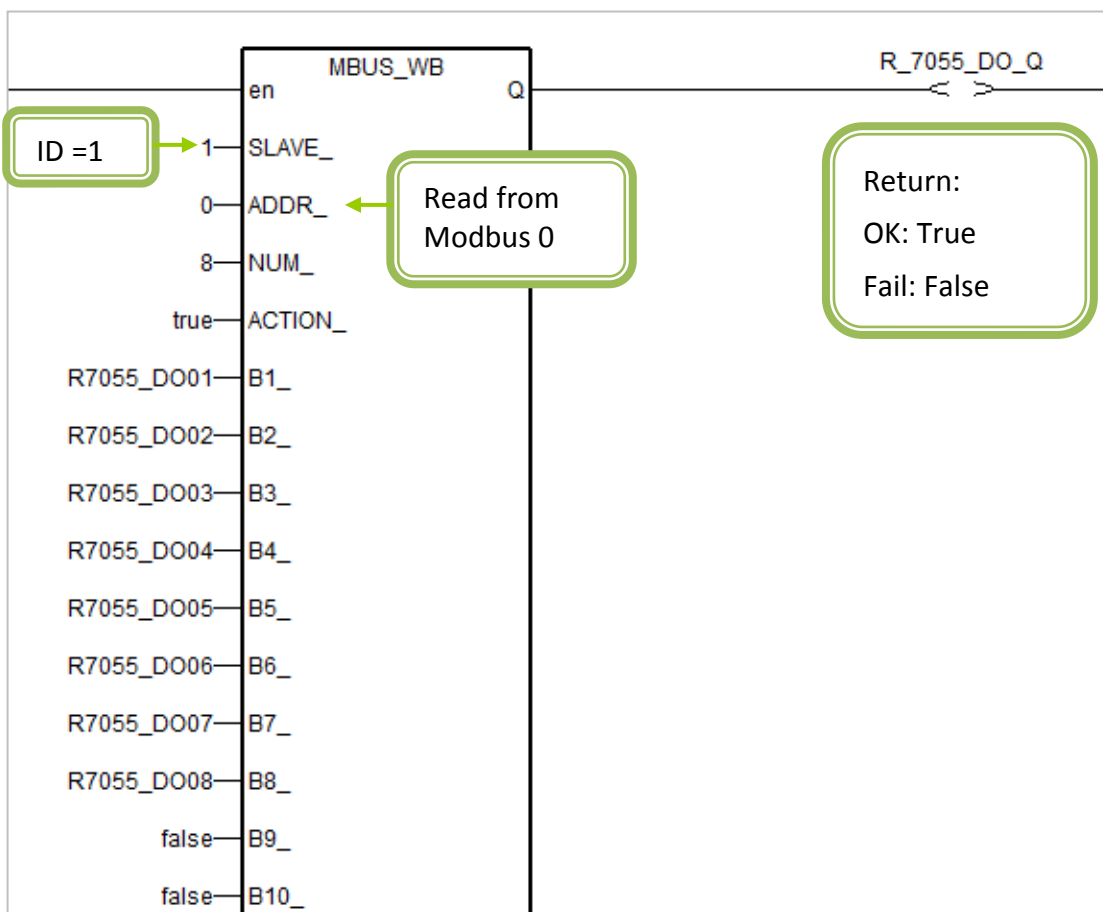 MBUS_WB
R_7055_DO_Q
en
Q
ID =1
1
SLAVE_
0
ADDR_
Read from
Modbus 0
8
NUM_
true
ACTION_
Return:
OK: True
Fail: False
R7055_DO01
B1_
R7055_DO02
B2_
R7055_DO03
B3_
R7055_DO04
B4_
R7055_DO05
B5_
R7055_DO06
B6_
R7055_DO07
B7_
R7055_DO08
B8_
false
B9_
false
B10_